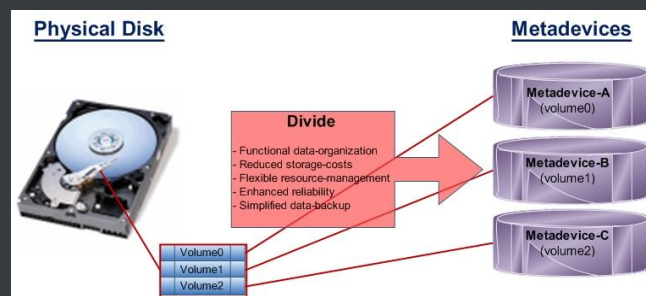 Physical Disk
Metadevices
Divide
- Functional data-organization
- Reduced storage-costs
- Flexible resource-management
- Enhanced reliability
- Simplified data-backup
Metadevice-A
(volume0)
Metadevice-B
(volume1)
Metadevice-C
(volume2)
Volume0
Volume1
Volume2